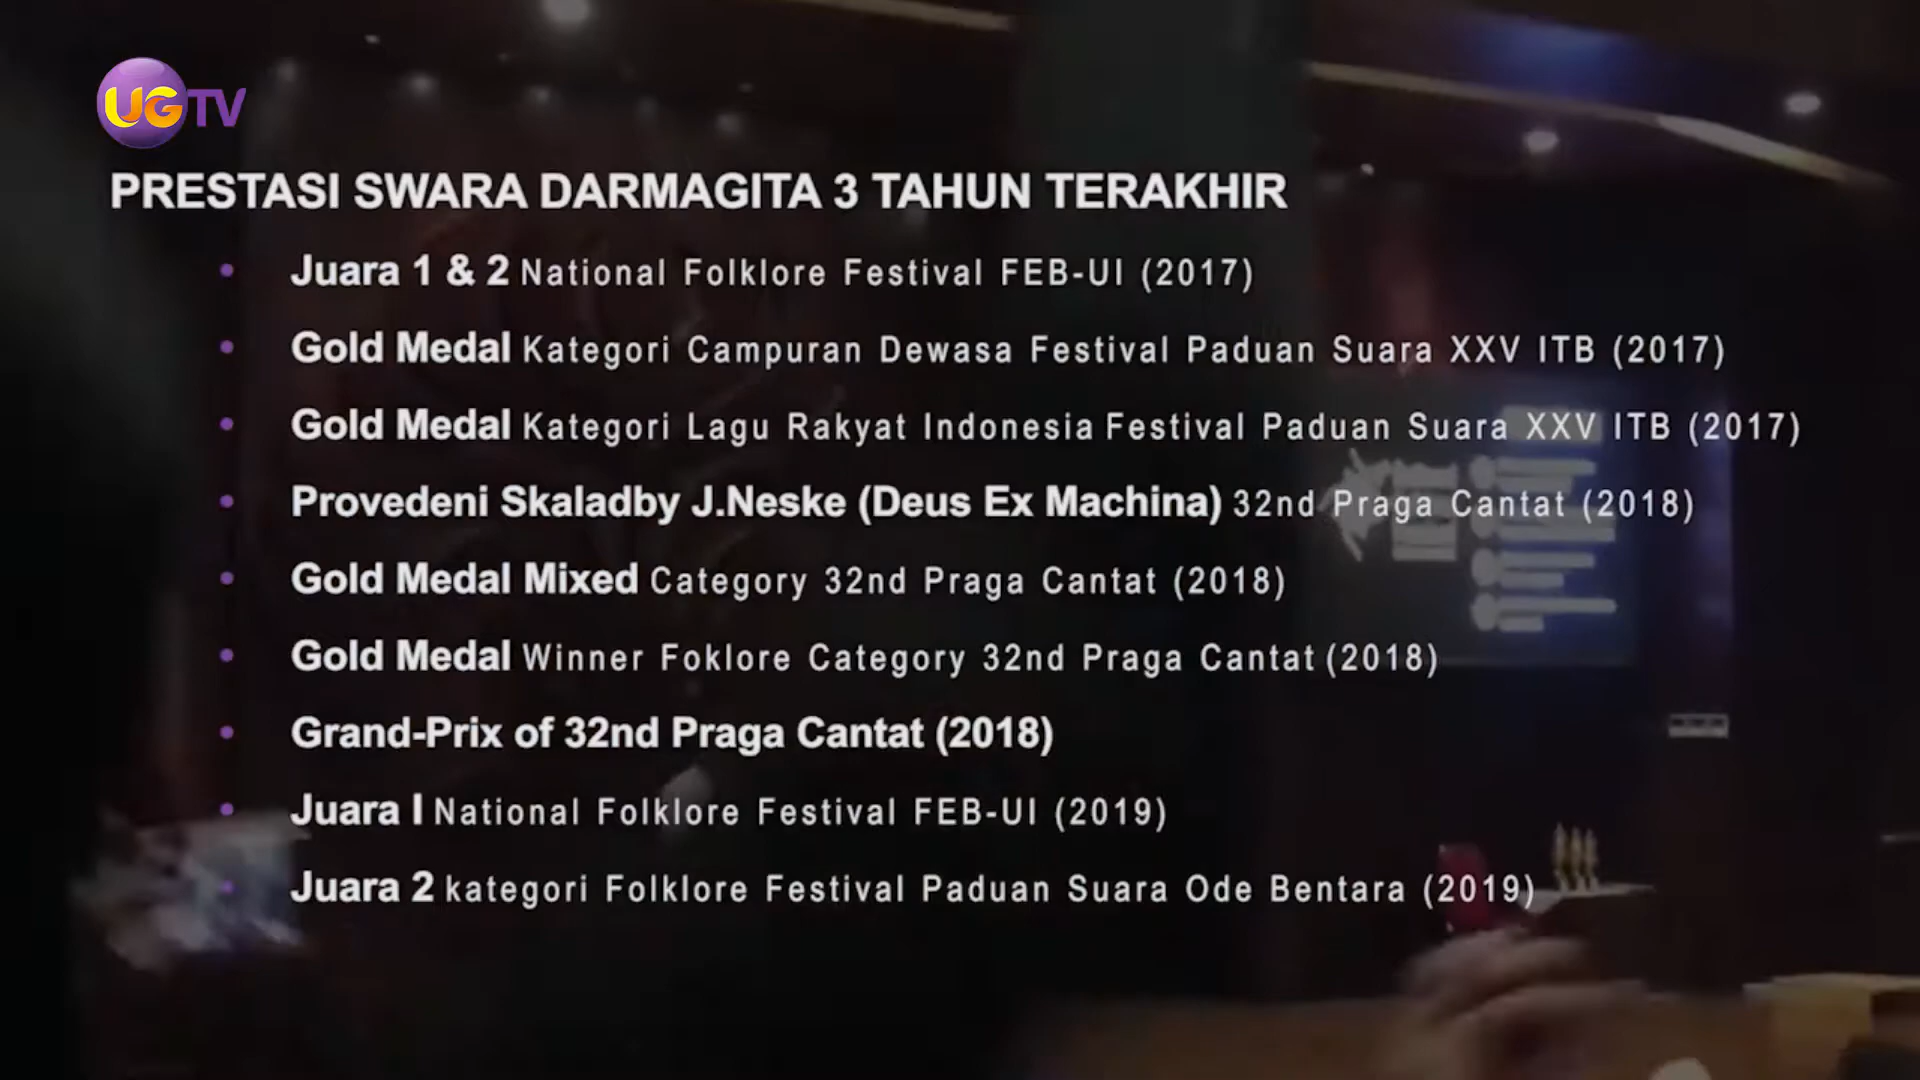 UGTV
PRESTASI SWARA DARMAGITA 3 TAHUN TERAKHIR
• Juara 1 & 2 National Folklore Festival FEB-UI (2017)
• Gold Medal Kategori Campuran Dewasa Festival Paduan Suara XXV ITB (2017)
• Gold Medal Kategori Lagu Rakyat Indonesia Festival Paduan Suara XXV ITB (2017)
• Provedeni Skaladby J.Neske (Deus Ex Machina) 32nd Praga Cantat (2018)
• Gold Medal Mixed Category 32nd Praga Cantat (2018)
• Gold Medal Winner Foklore Category 32nd Praga Cantat (2018)
• Grand-Prix of 32nd Praga Cantat (2018)
• Juara I National Folklore Festival FEB-UI (2019)
• Juara 2 kategori Folklore Festival Paduan Suara Ode Bentara (2019)